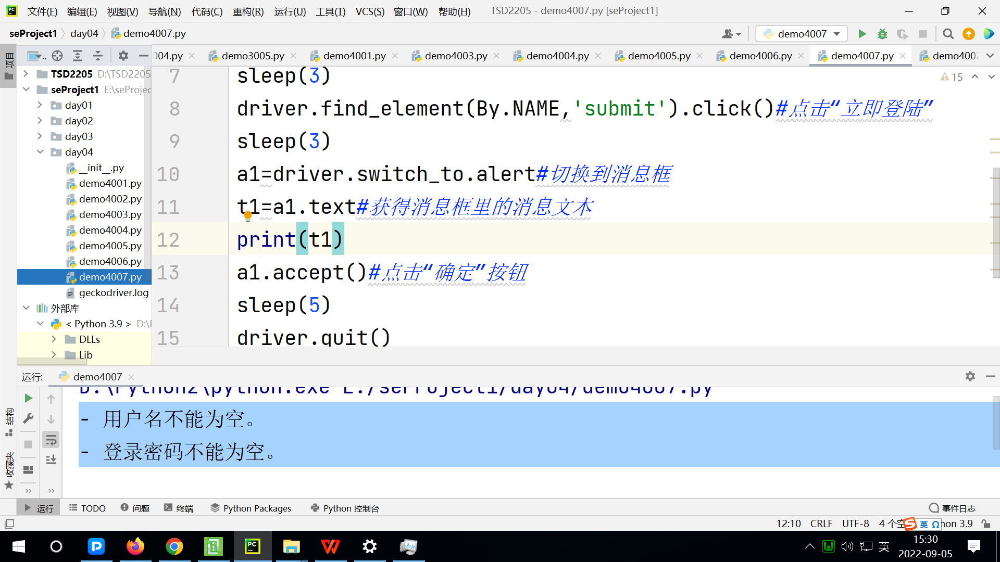 文件(F) 编辑(E) 视图(V) 导航(N) 代码(C) 重构(R) 运行(U) 工具(T) VCS(S) 窗口(W) 帮助(H) TSD2205 - demo4007.py [seProject1]
seProject1 day04 demo4007.py demo4007
项目
004.py demo3005.py demo4001.py demo4003.py demo4004.py demo4005.py demo4006.py demo4007.py demo400
TSD2205 D:\TSD2205
seProject1 E:\seProjec
day01
day02
day03
day04
__init__.py
demo4001.py
demo4002.py
demo4003.py
demo4004.py
demo4005.py
demo4006.py
demo4007.py
geckodriver.log
外部库
< Python 3.9 > D:\
DLLs
Lib
15
7 sleep(3)
8 driver.find_element(By.NAME,'submit').click()#点击“立即登陆”
9 sleep(3)
10 a1=driver.switch_to.alert#切换到消息框
11 t1=a1.text#获得消息框里的消息文本
12 print(t1)
13 a1.accept()#点击“确定”按钮
14 sleep(5)
15 driver.quit()
运行: demo4007
D:\Python2\python.exe E:/seProject1/day04/demo4007.py
- 用户名不能为空。
- 登录密码不能为空。
结构
收藏夹
运行 TODO 问题 终端 Python Packages Python 控制台 事件日志
12:10 CRLF UTF-8 4 个空 英 hon 3.9
英 15:30
2022-09-05